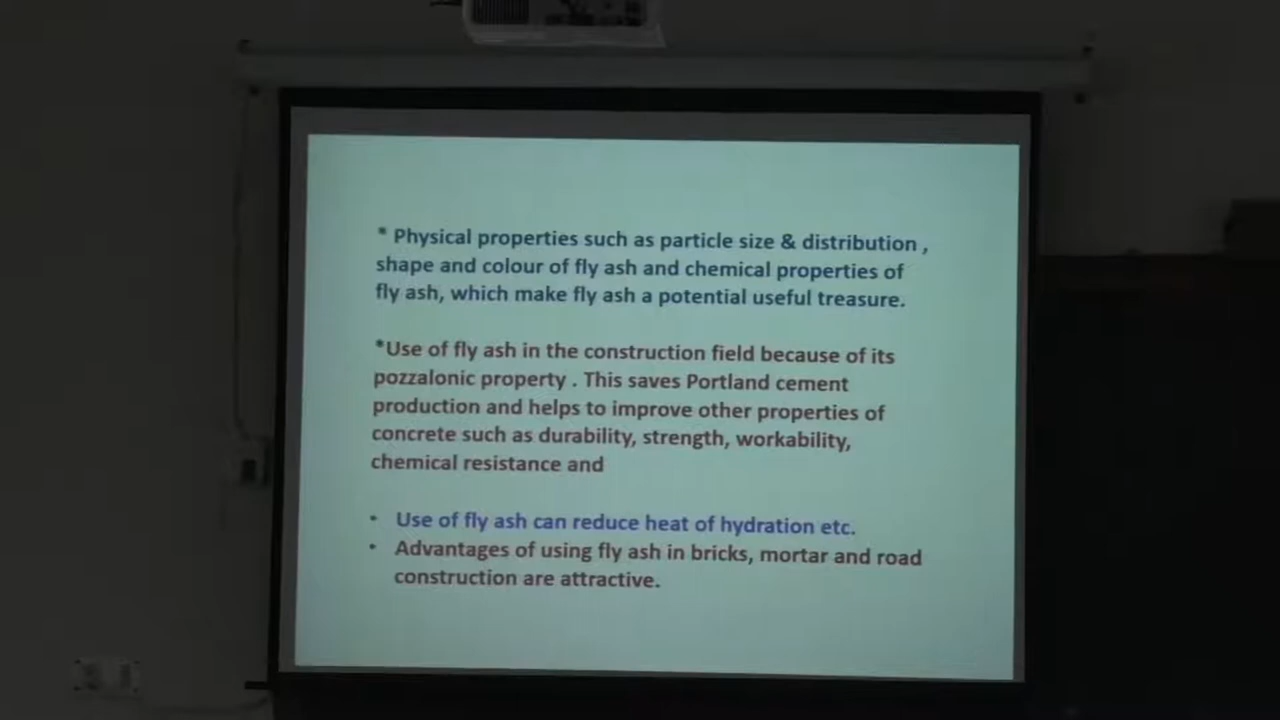 * Physical properties such as particle size & distribution ,
shape and colour of fly ash and chemical properties of
fly ash, which make fly ash a potential useful treasure.
*Use of fly ash in the construction field because of its
pozzalonic property . This saves Portland cement
production and helps to improve other properties of
concrete such as durability, strength, workability,
chemical resistance and
• Use of fly ash can reduce heat of hydration etc.
• Advantages of using fly ash in bricks, mortar and road
construction are attractive.